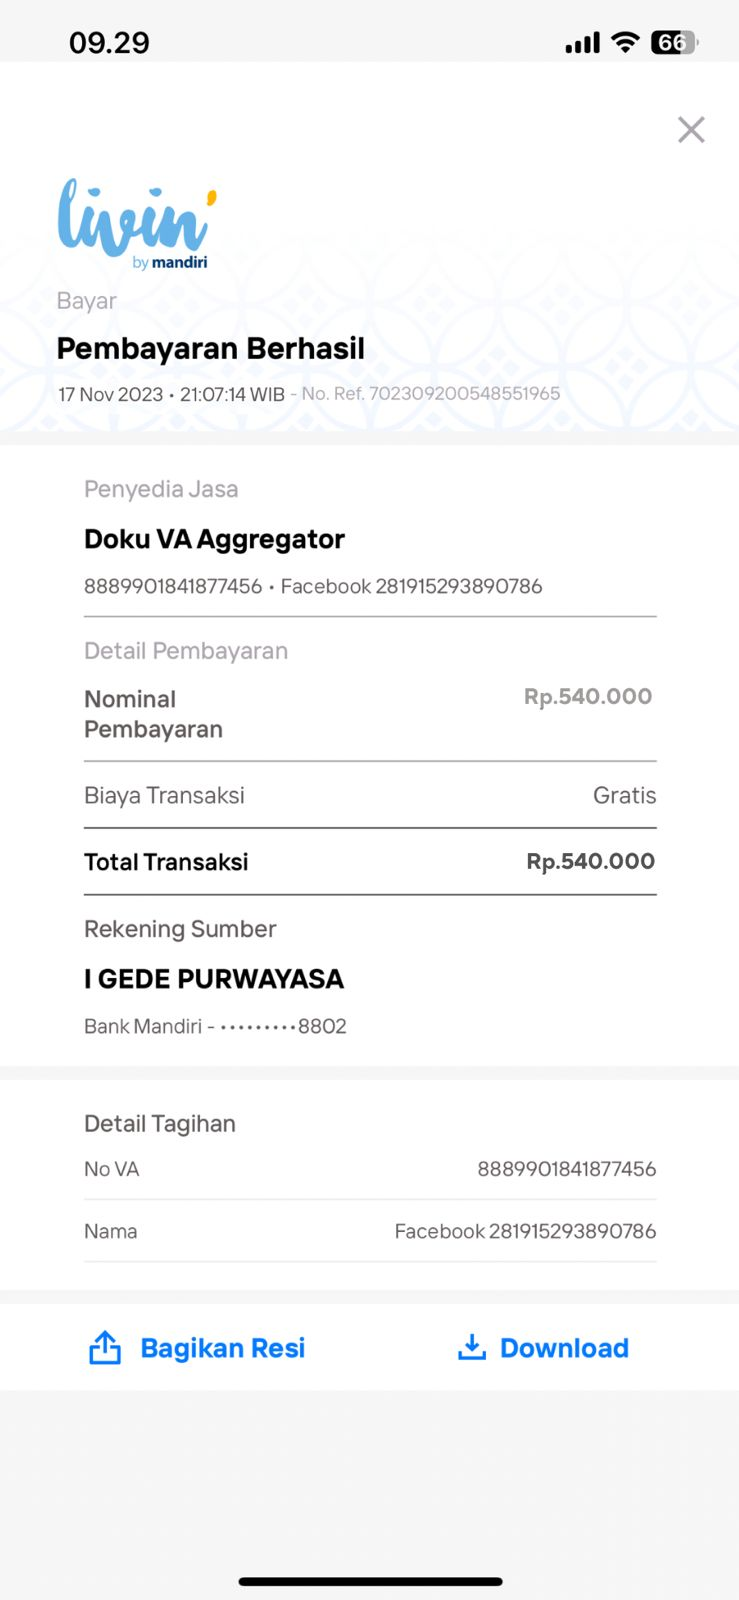 09.29
66
livin'
by mandiri
Bayar
Pembayaran Berhasil
17 Nov 2023 • 21:07:14 WIB - No. Ref. 702309200548551965
Penyedia Jasa
Doku VA Aggregator
8889901841877456 • Facebook 281915293890786
Detail Pembayaran
Nominal Rp.540.000
Pembayaran
Biaya Transaksi Gratis
Total Transaksi Rp.540.000
Rekening Sumber
I GEDE PURWAYASA
Bank Mandiri - •••••••••8802
Detail Tagihan
No VA 8889901841877456
Nama Facebook 281915293890786
Bagikan Resi Download